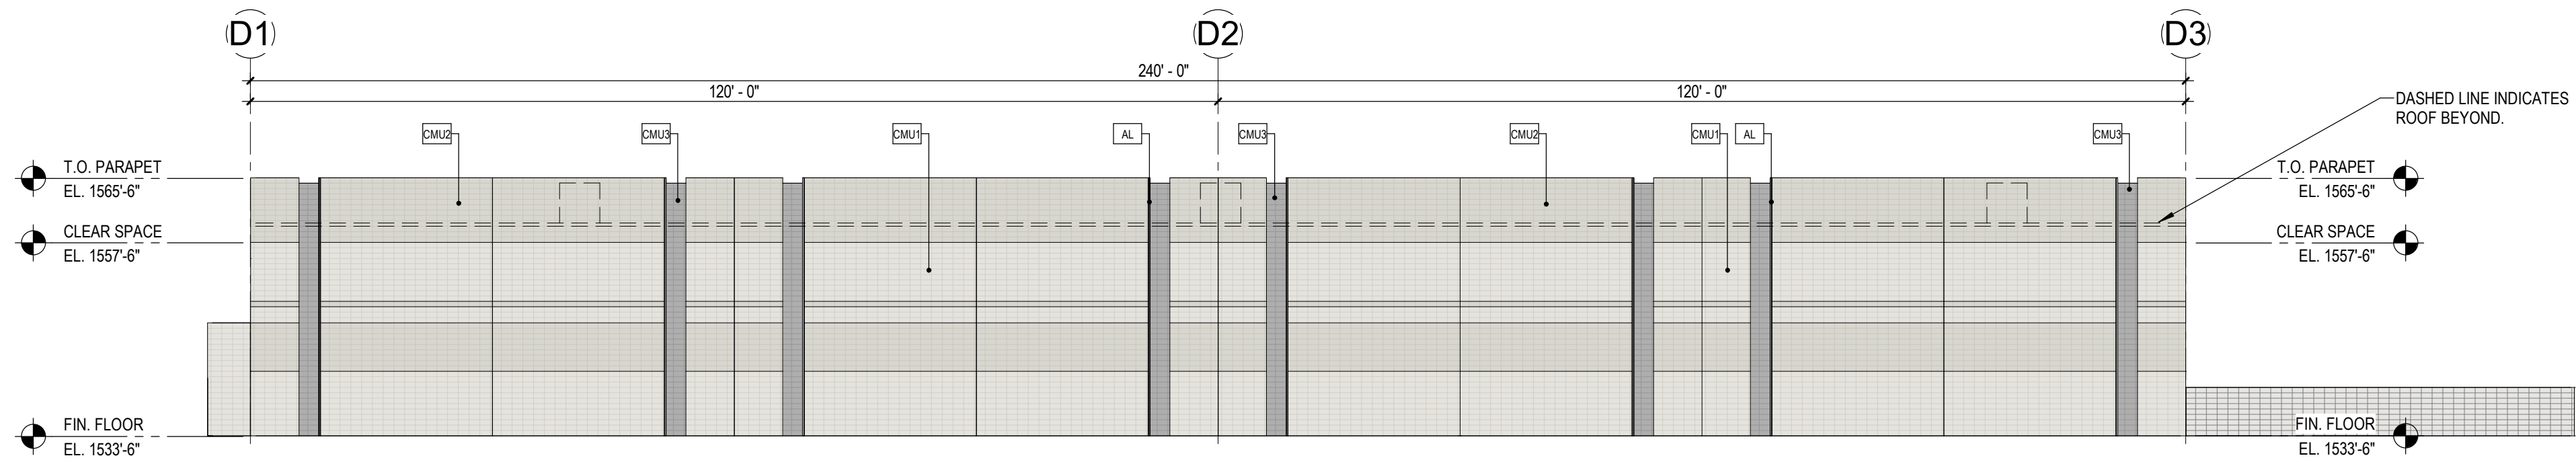 D1
D2
D3
240' - 0"
120' - 0"
120' - 0"
DASHED LINE INDICATES
ROOF BEYOND.
CMU2
CMU3
CMU1
AL
CMU3
CMU2
CMU1
AL
CMU3
T.O. PARAPET
EL. 1565'-6"
T.O. PARAPET
EL. 1565'-6"
CLEAR SPACE
EL. 1557'-6"
CLEAR SPACE
EL. 1557'-6"
FIN. FLOOR
EL. 1533'-6"
FIN. FLOOR
EL. 1533'-6"